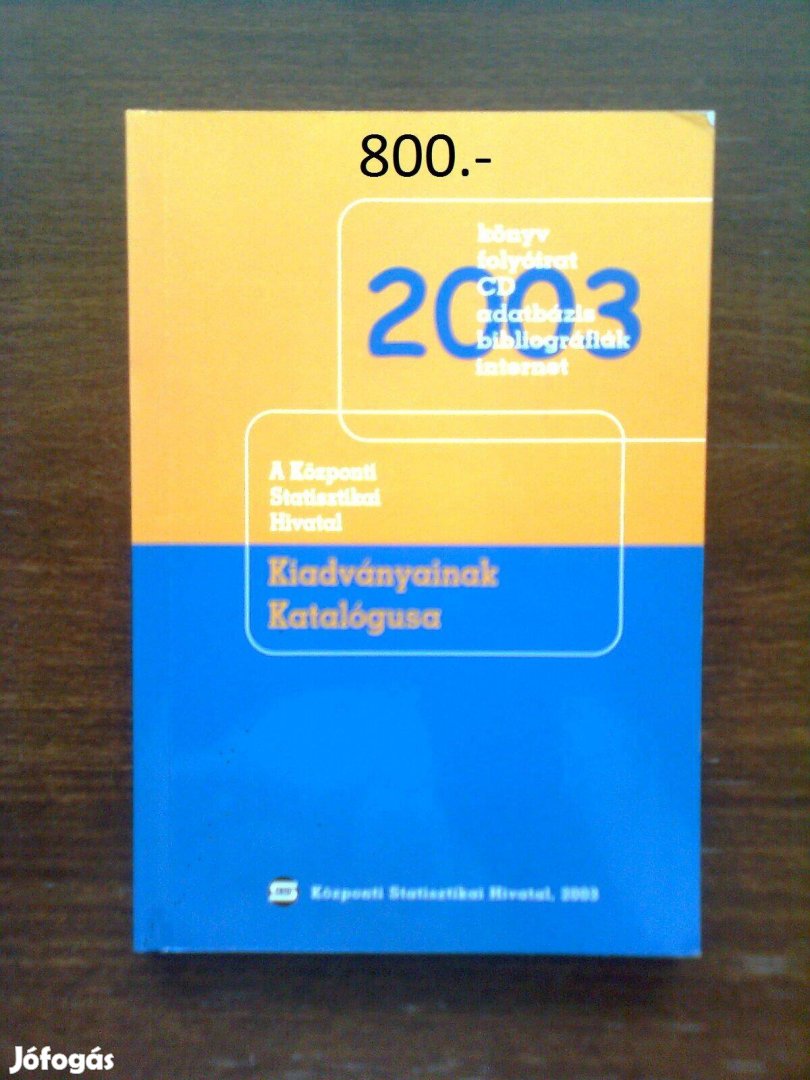 800.-
könyv
folyóirat
CD
adatbázis
bibliográfiák
internet
2003
A Központi
Statisztikai
Hivatal
Kiadványainak
Katalógusa
Központi Statisztikai Hivatal, 2003
Jófogás